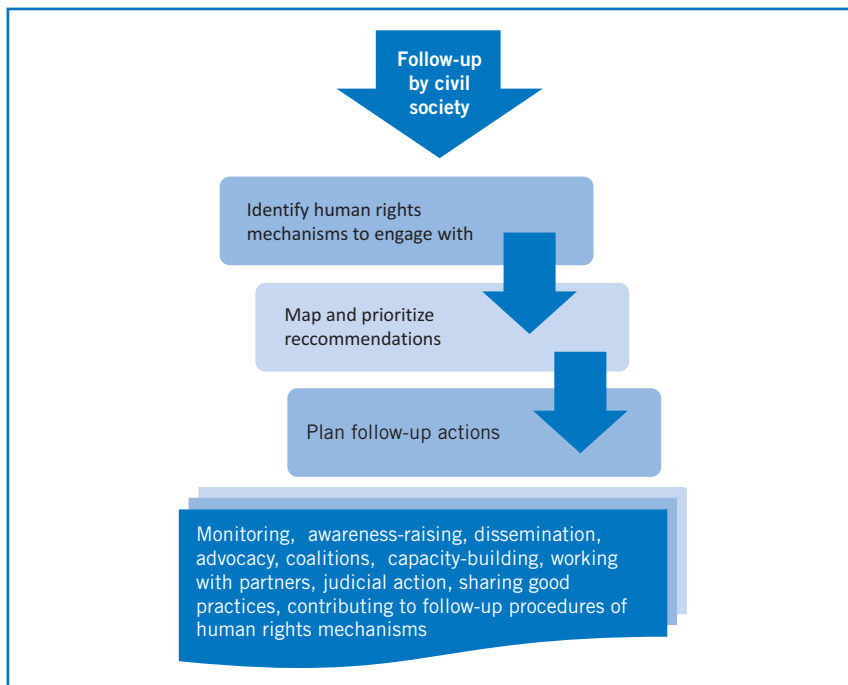 Follow-up
by civil
society
Identify human rights
mechanisms to engage with
Map and prioritize
reccommendations
Plan follow-up actions
Monitoring, awareness-raising, dissemination,
advocacy, coalitions, capacity-building, working
with partners, judicial action, sharing good
practices, contributing to follow-up procedures of
human rights mechanisms